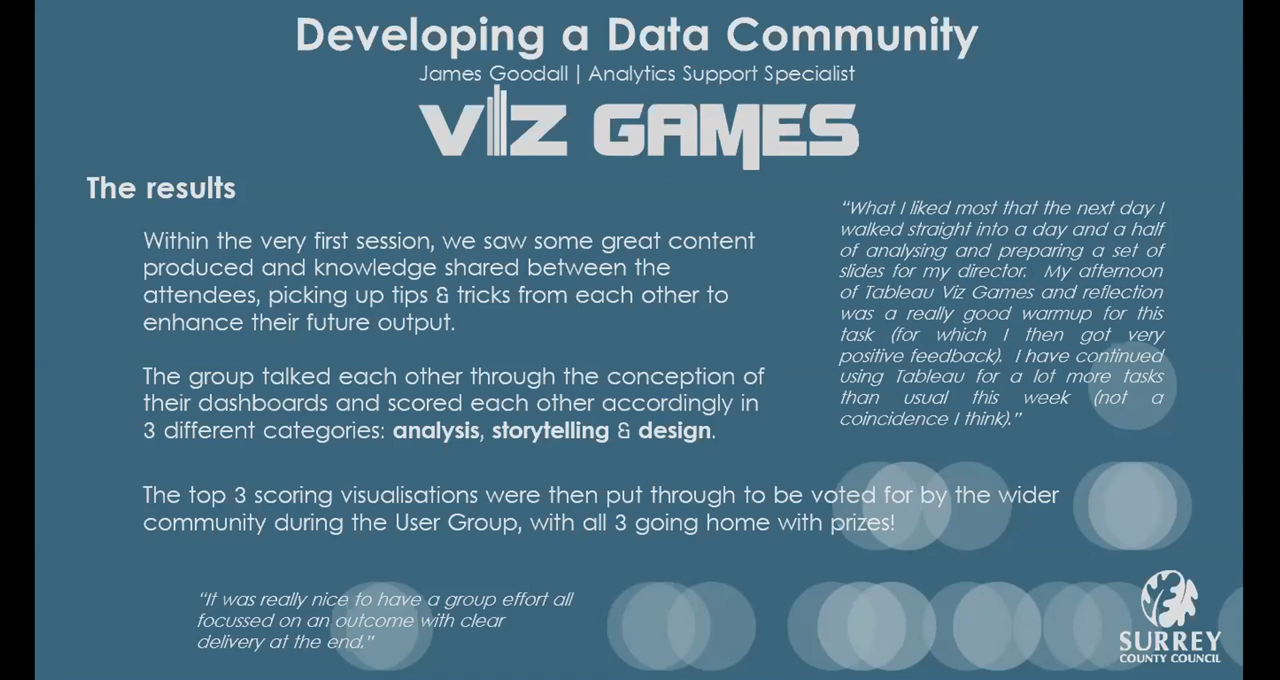 Developing a Data Community
James Goodall | Analytics Support Specialist
VIZ GAMES
The results
Within the very first session, we saw some great content
produced and knowledge shared between the
attendees, picking up tips & tricks from each other to
enhance their future output.
The group talked each other through the conception of
their dashboards and scored each other accordingly in
3 different categories: analysis, storytelling & design.
“What I liked most that the next day I
walked straight into a day and a half
of analysing and preparing a set of
slides for my director. My afternoon
of Tableau Viz Games and reflection
was a really good warmup for this
task (for which I then got very
positive feedback). I have continued
using Tableau for a lot more tasks
than usual this week (not a
coincidence I think).”
The top 3 scoring visualisations were then put through to be voted for by the wider
community during the User Group, with all 3 going home with prizes!
“It was really nice to have a group effort all
focussed on an outcome with clear
delivery at the end.”
SURREY
COUNTY COUNCIL